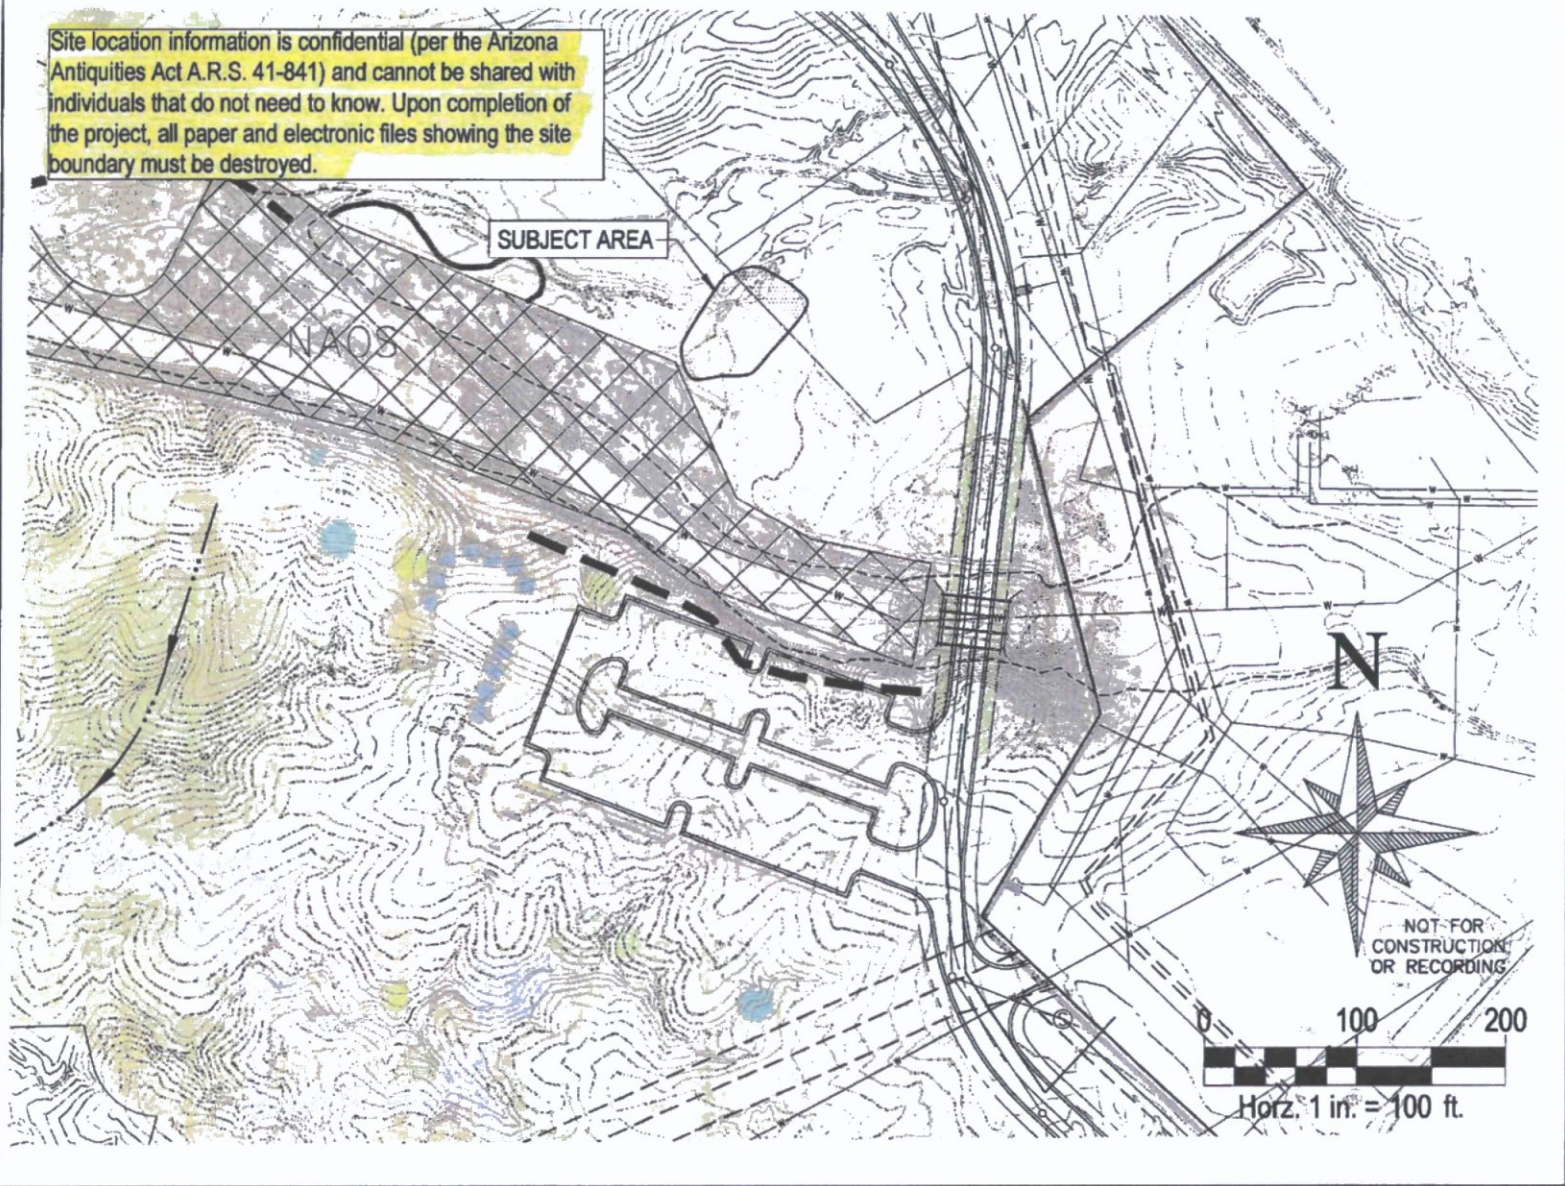 Site location information is confidential (per the Arizona
Antiquities Act A.R.S. 41-841) and cannot be shared with
individuals that do not need to know. Upon completion of
the project, all paper and electronic files showing the site
boundary must be destroyed.
SUBJECT AREA
NAOS
N
NOT FOR
CONSTRUCTION
OR RECORDING
0 100 200
Horz. 1 in. = 100 ft.